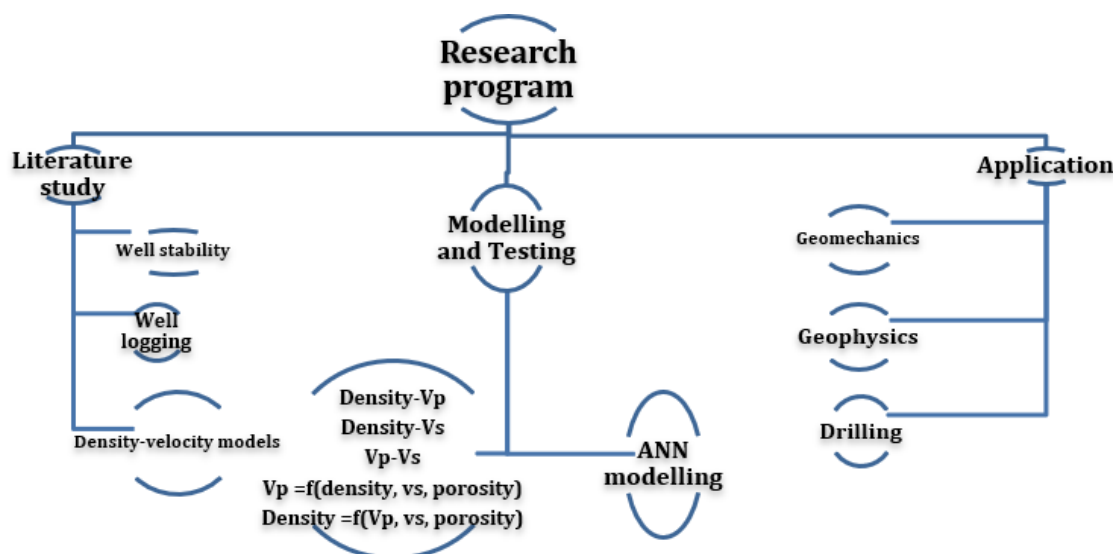 Research
program
Literature
study
Well stability
Well
logging
Density-velocity models
Modelling
and Testing
Density-Vp
Density-Vs
Vp-Vs
Vp =f(density, vs, porosity)
Density =f(Vp, vs, porosity)
ANN
modelling
Application
Geomechanics
Geophysics
Drilling